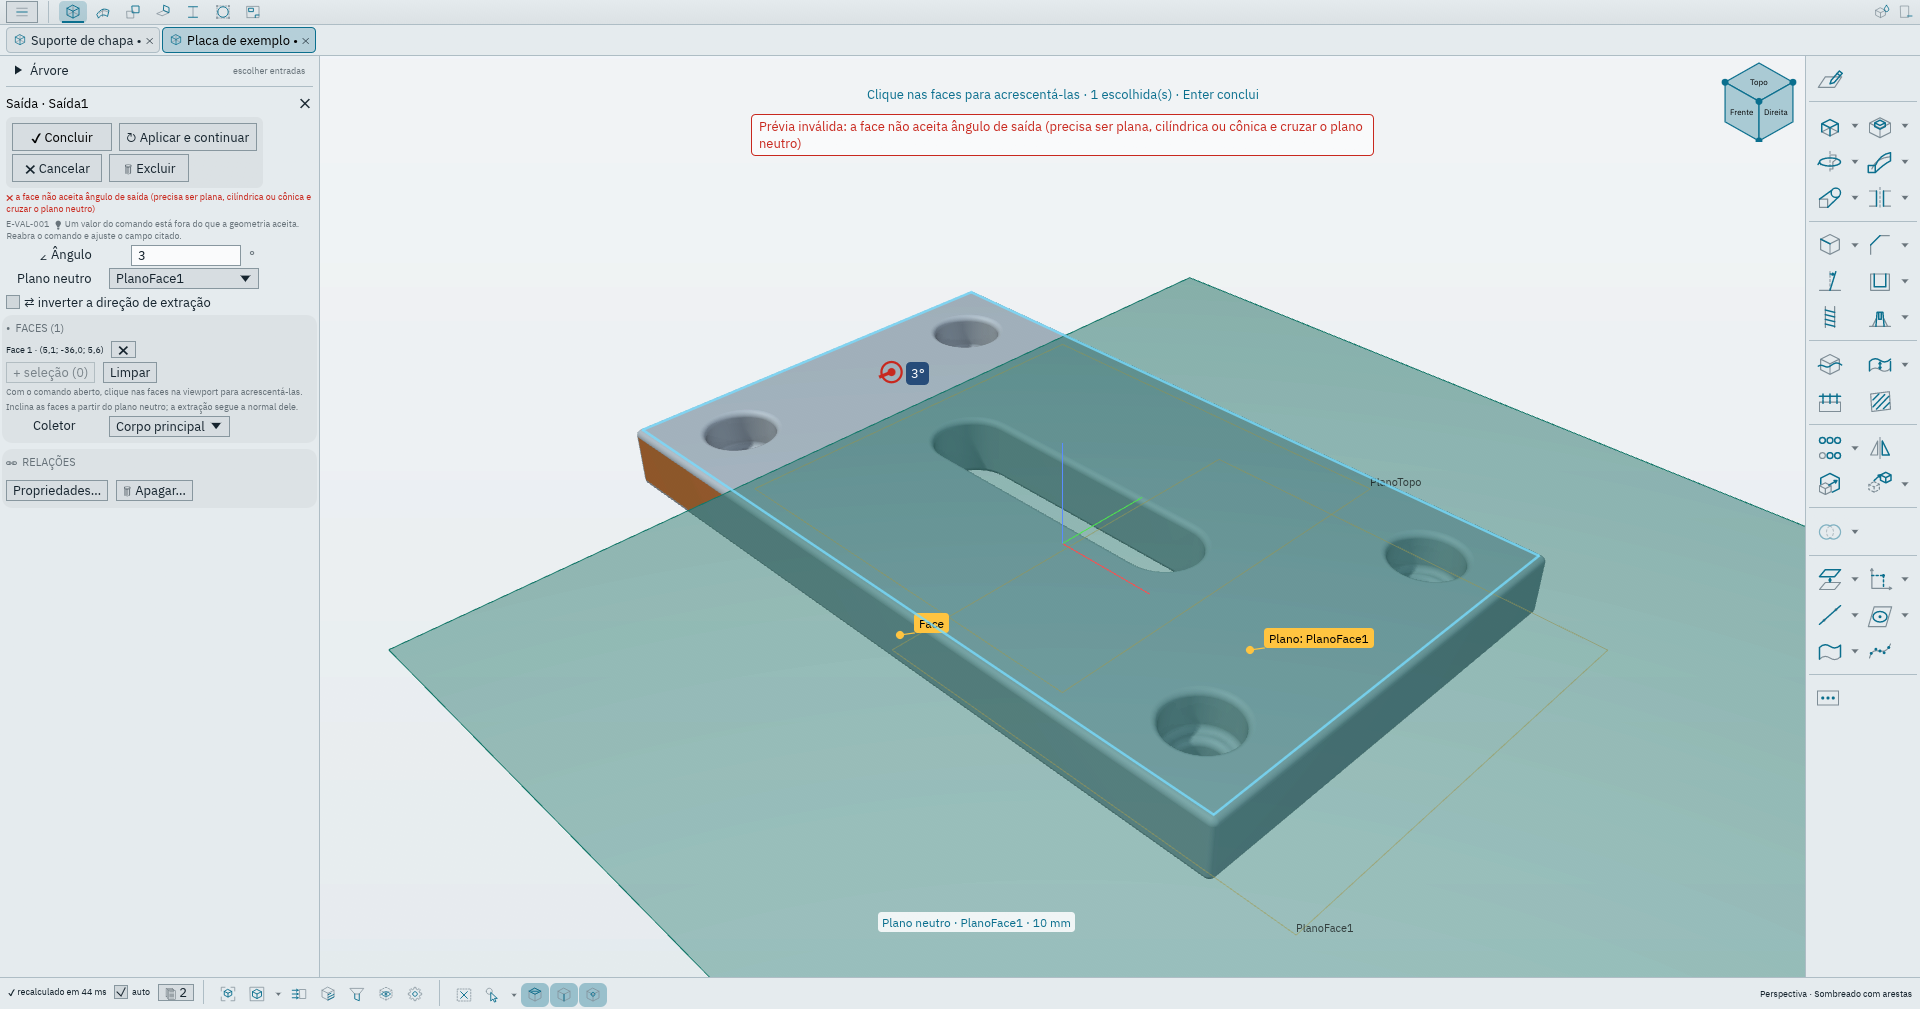 Suporte de chapa • ×
Placa de exemplo • ×
Árvore
escolher entradas
Saída · Saída1
Concluir
Aplicar e continuar
Cancelar
Excluir
a face não aceita ângulo de saída (precisa ser plana, cilíndrica ou cônica e
cruzar o plano neutro)
E-VAL-001 Um valor do comando está fora do que a geometria aceita.
Reabra o comando e ajuste o campo citado.
Ângulo
3
°
Plano neutro
PlanoFace1
⇄ inverter a direção de extração
• FACES (1)
Face 1 · (5,1; -36,0; 5,6)
+ seleção (0)
Limpar
Com o comando aberto, clique nas faces na viewport para acrescentá-las.
Inclina as faces a partir do plano neutro; a extração segue a normal dele.
Coletor
Corpo principal
RELAÇÕES
Propriedades...
Apagar...
Clique nas faces para acrescentá-las · 1 escolhida(s) · Enter conclui
Prévia inválida: a face não aceita ângulo de saída (precisa ser plana, cilíndrica ou cônica e cruzar o plano
neutro)
Topo
Frente
Direita
3°
PlanoTopo
Face
Plano: PlanoFace1
Plano neutro · PlanoFace1 · 10 mm
PlanoFace1
✓ recalculado em 44 ms
auto
2
Perspectiva · Sombreado com arestas